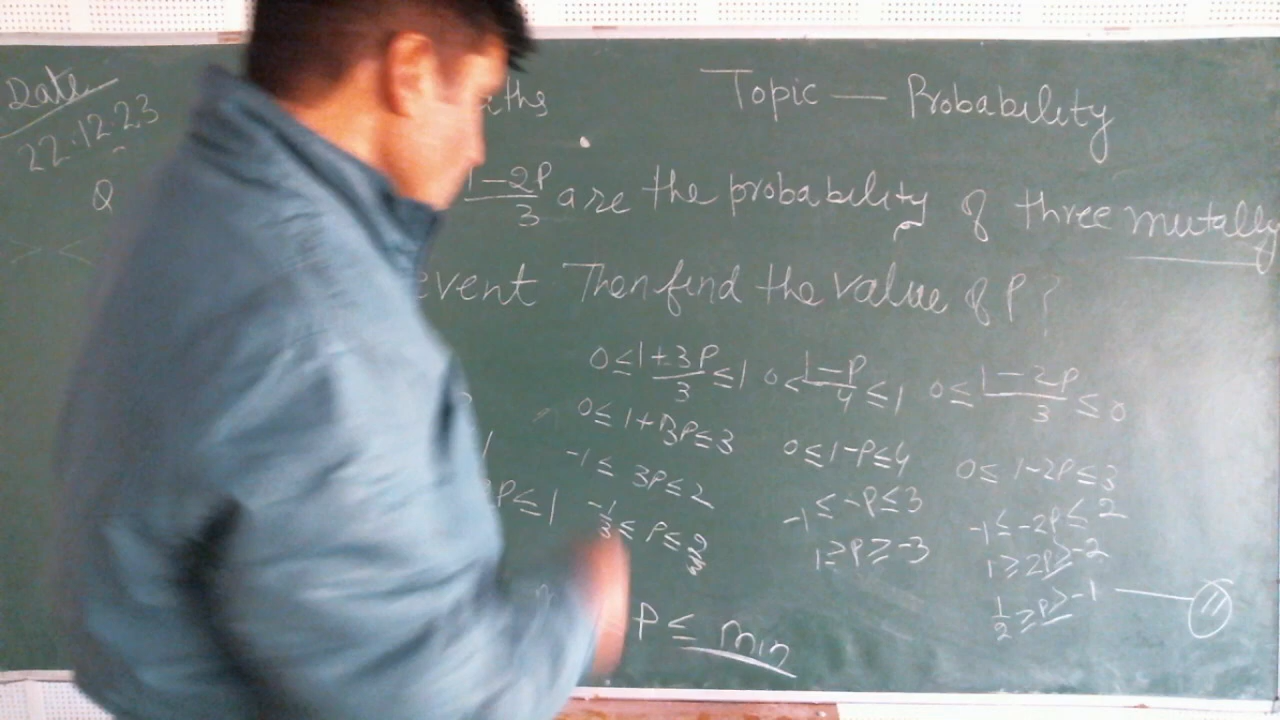 Date
22.12.23
Topic — Probability
Q
1-2P/3 are the probability of three mutally
event Then find the value of P?
0≤1+3P/3≤1 0≤1-P/4≤1 0≤1-2P/3≤0
0≤1+3P≤3 0≤1-P≤4 0≤1-2P≤3
-1≤3P≤2 -1≤-P≤3 -1≤-2P≤2
P≤1 -1/3≤P≤2/3 1≥P≥-3 1≥2P≥-2
1/2≥P≥-1 — 11
P≤min